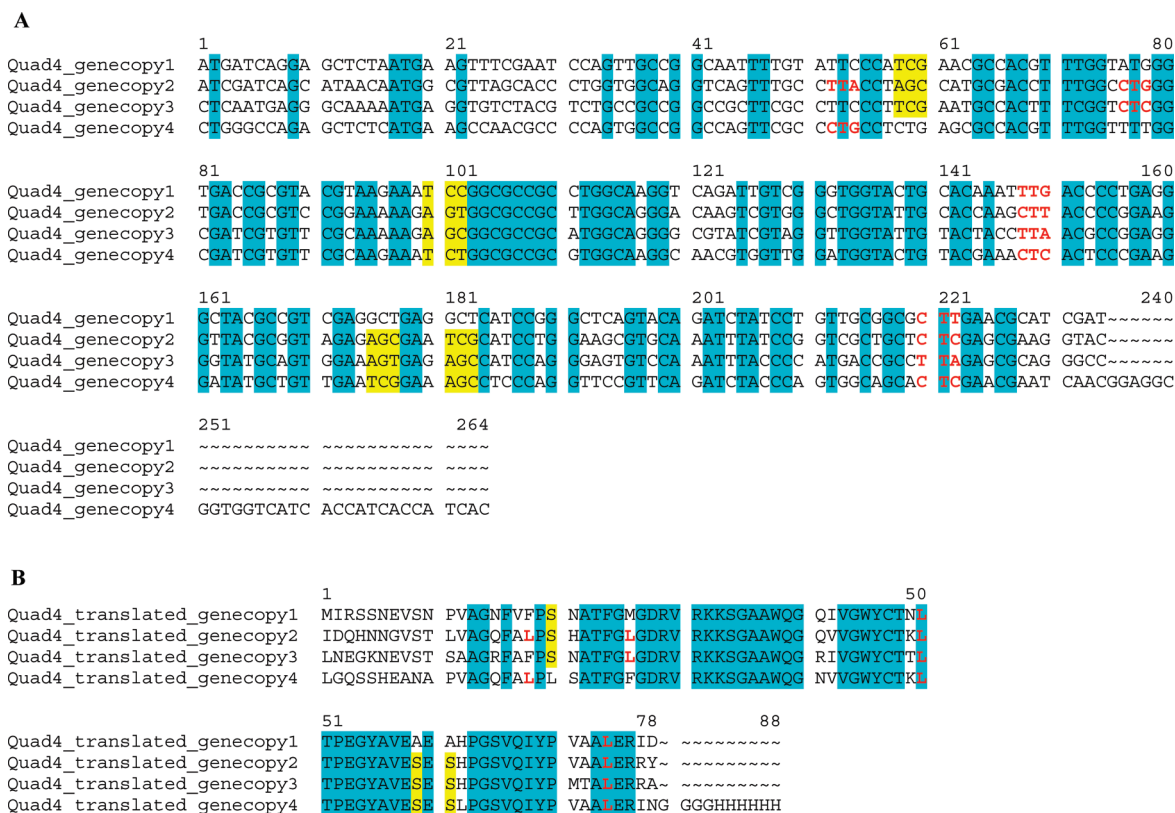 A
1 21 41 61 80
Quad4_genecopy1 ATGATCAGGA GCTCTAATGA AGTTTCGAAT CCAGTTGCCG GCAATTTTGT ATTCCCATCG AACGCCACGT TTGGTATGGG
Quad4_genecopy2 ATCGATCAGC ATAACAATGG CGTTAGCACC CTGGTGGCAG GTCAGTTTGC CTTACCTAGC CATGCGACCT TTGGCCTGGG
Quad4_genecopy3 CTCAATGAGG GCAAAAATGA GGTGTCTACG TCTGCCGCCG GCCGCTTCGC CTTCCCTTCG AATGCCACTT TCGGTCTCGG
Quad4_genecopy4 CTGGGCCAGA GCTCTCATGA AGCCAACGCC CCAGTGGCCG GCCAGTTCGC CCTGCCTCTG AGCGCCACGT TTGGTTTTGG
81 101 121 141 160
Quad4_genecopy1 TGACCGCGTA CGTAAGAAAT CCGGCGCCGC CTGGCAAGGT CAGATTGTCG GGTGGTACTG CACAAATTTG ACCCCTGAGG
Quad4_genecopy2 TGACCGCGTC CGGAAAAAGA GTGGCGCCGC TTGGCAGGGA CAAGTCGTGG GCTGGTATTG CACCAAGCTT ACCCCGGAAG
Quad4_genecopy3 CGATCGTGTT CGCAAAAAGA GCGGCGCCGC ATGGCAGGGG CGTATCGTAG GTTGGTATTG TACTACCTTA ACGCCGGAGG
Quad4_genecopy4 CGATCGTGTT CGCAAGAAAT CTGGCGCCGC GTGGCAAGGC AACGTGGTTG GATGGTACTG TACGAAACTC ACTCCCGAAG
161 181 201 221 240
Quad4_genecopy1 GCTACGCCGT CGAGGCTGAG GCTCATCCGG GCTCAGTACA GATCTATCCT GTTGCGGCGC TTGAACGCAT CGAT~~~~~~
Quad4_genecopy2 GTTACGCGGT AGAGAGCGAA TCGCATCCTG GAAGCGTGCA AATTTATCCG GTCGCTGCTC TCGAGCGAAG GTAC~~~~~~
Quad4_genecopy3 GGTATGCAGT GGAAAGTGAG AGCCATCCAG GGAGTGTCCA AATTTACCCC ATGACCGCCT TAGAGCGCAG GGCC~~~~~~
Quad4_genecopy4 GATATGCTGT TGAATCGGAA AGCCTCCCAG GTTCCGTTCA GATCTACCCA GTGGCAGCAC TCGAACGAAT CAACGGAGGC
251 264
Quad4_genecopy1 ~~~~~~~~~~ ~~~~~~~~~~ ~~~~
Quad4_genecopy2 ~~~~~~~~~~ ~~~~~~~~~~ ~~~~
Quad4_genecopy3 ~~~~~~~~~~ ~~~~~~~~~~ ~~~~
Quad4_genecopy4 GGTGGTCATC ACCATCACCA TCAC
B
1 50
Quad4_translated_genecopy1 MIRSSNEVSN PVAGNFVFPS NATFGMGDRV RKKSGAAWQG QIVGWYCTNL
Quad4_translated_genecopy2 IDQHNNGVST LVAGQFALPS HATFGLGDRV RKKSGAAWQG QVVGWYCTKL
Quad4_translated_genecopy3 LNEGKNEVST SAAGRFAFPS NATFGLGDRV RKKSGAAWQG RIVGWYCTTL
Quad4_translated_genecopy4 LGQSSHEANA PVAGQFALPL SATFGFGDRV RKKSGAAWQG NVVGWYCTKL
51 78 88
Quad4_translated_genecopy1 TPEGYAVEAE AHPGSVQIYP VAALERID~ ~~~~~~~~~
Quad4_translated_genecopy2 TPEGYAVESE SHPGSVQIYP VAALERRY~ ~~~~~~~~~
Quad4_translated_genecopy3 TPEGYAVESE SHPGSVQIYP MTALERRA~ ~~~~~~~~~
Quad4_translated_genecopy4 TPEGYAVESE SLPGSVQIYP VAALERING GGGHHHHHH